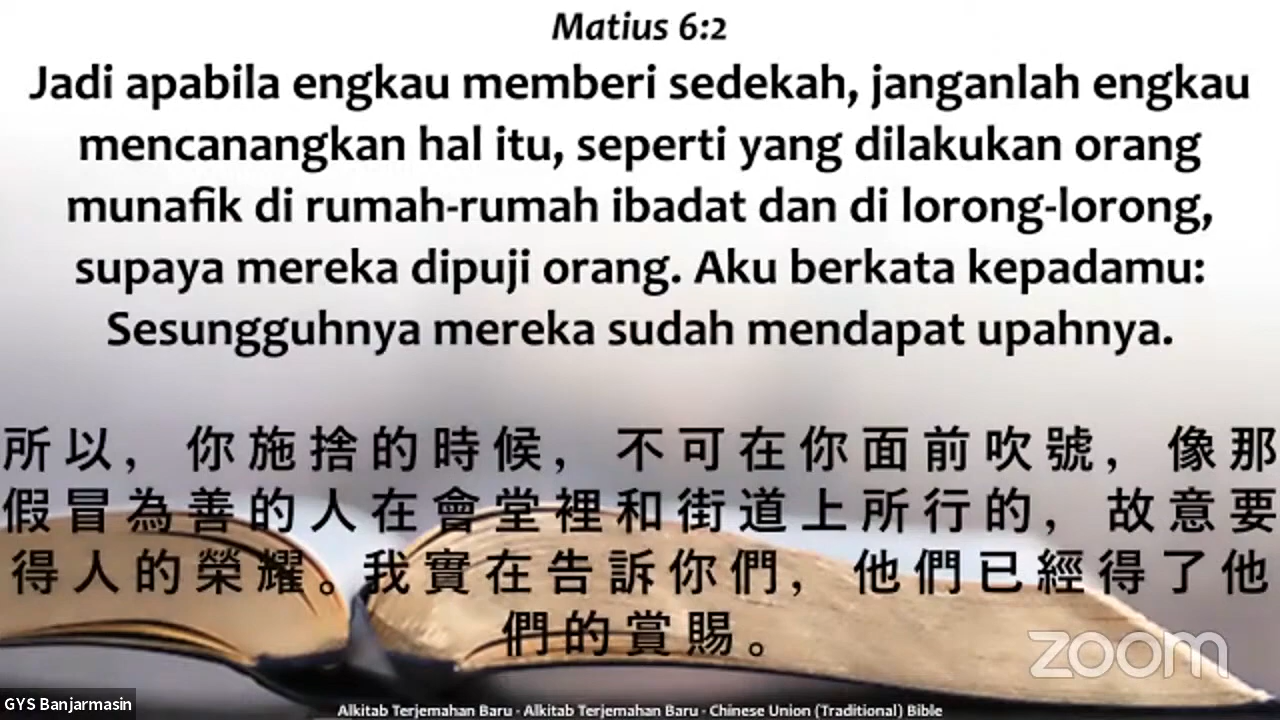 Matius 6:2
Jadi apabila engkau memberi sedekah, janganlah engkau
mencanangkan hal itu, seperti yang dilakukan orang
munafik di rumah-rumah ibadat dan di lorong-lorong,
supaya mereka dipuji orang. Aku berkata kepadamu:
Sesungguhnya mereka sudah mendapat upahnya.
所以，你施捨的時候，不可在你面前吹號，像那
假冒為善的人在會堂裡和街道上所行的，故意要
得人的榮耀。我實在告訴你們，他們已經得了他
們的賞賜。
zoom
GYS Banjarmasin
Alkitab Terjemahan Baru - Alkitab Terjemahan Baru - Chinese Union (Traditional) Bible